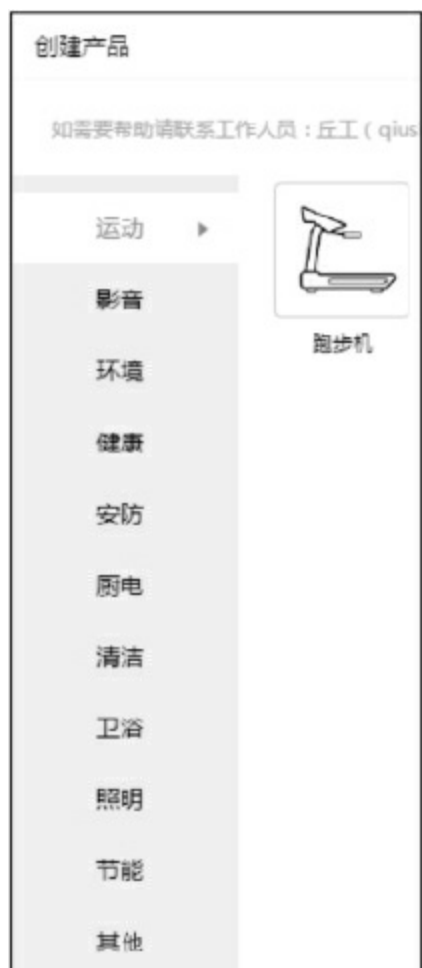 创建产品
如需要帮助请联系工作人员：丘工 ( qius
运动
影音
环境
健康
安防
厨电
清洁
卫浴
照明
节能
其他
跑步机